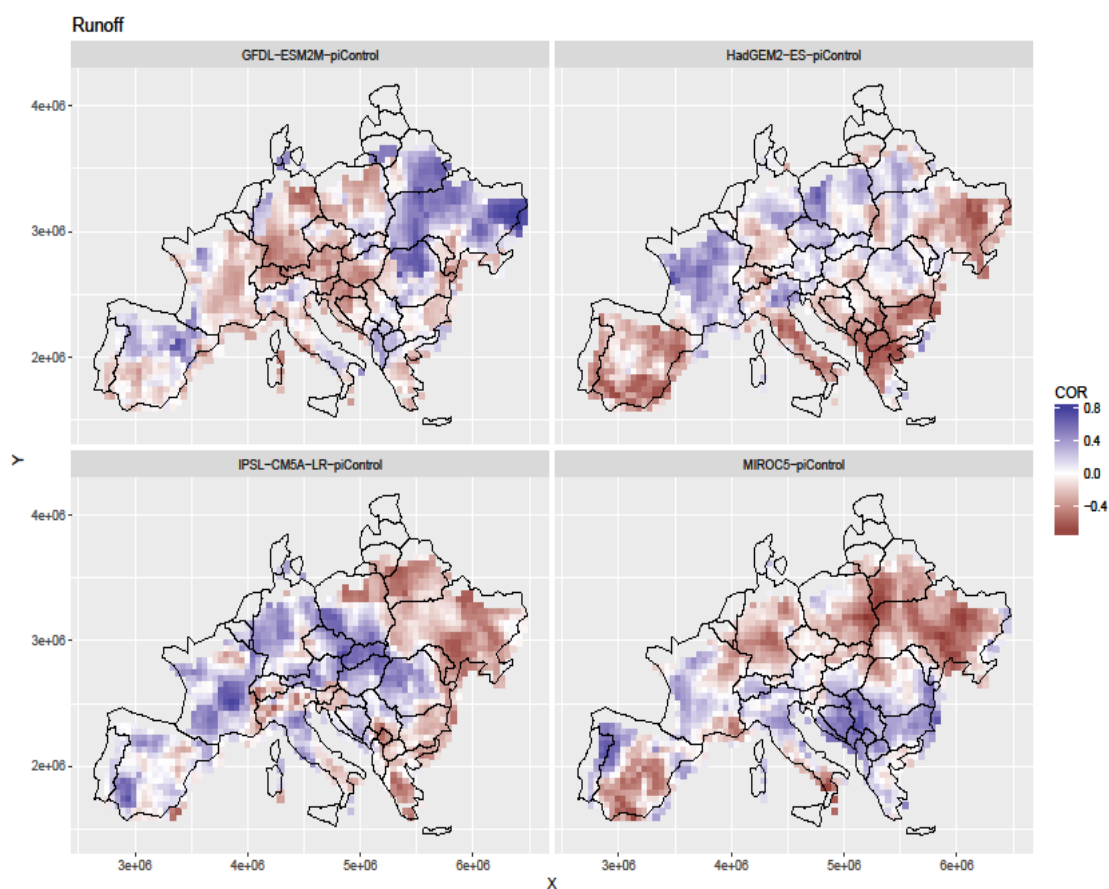 Runoff
GFDL-ESM2M-piControl
HadGEM2-ES-piControl
4e+06
3e+06
2e+06
Y
COR
0.8
0.4
0.0
-0.4
IPSL-CM5A-LR-piControl
MIROC5-piControl
4e+06
3e+06
2e+06
3e+06 4e+06 5e+06 6e+06 3e+06 4e+06 5e+06 6e+06
X